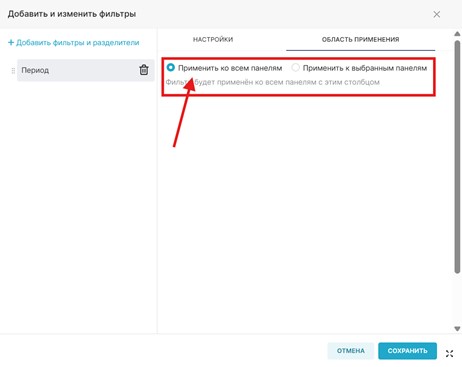 Добавить и изменить фильтры
+ Добавить фильтры и разделители
Период
НАСТРОЙКИ
ОБЛАСТЬ ПРИМЕНЕНИЯ
Применить ко всем панелям
Применить к выбранным панелям
будет применён ко всем панелям с этим столбцом
ОТМЕНА
СОХРАНИТЬ